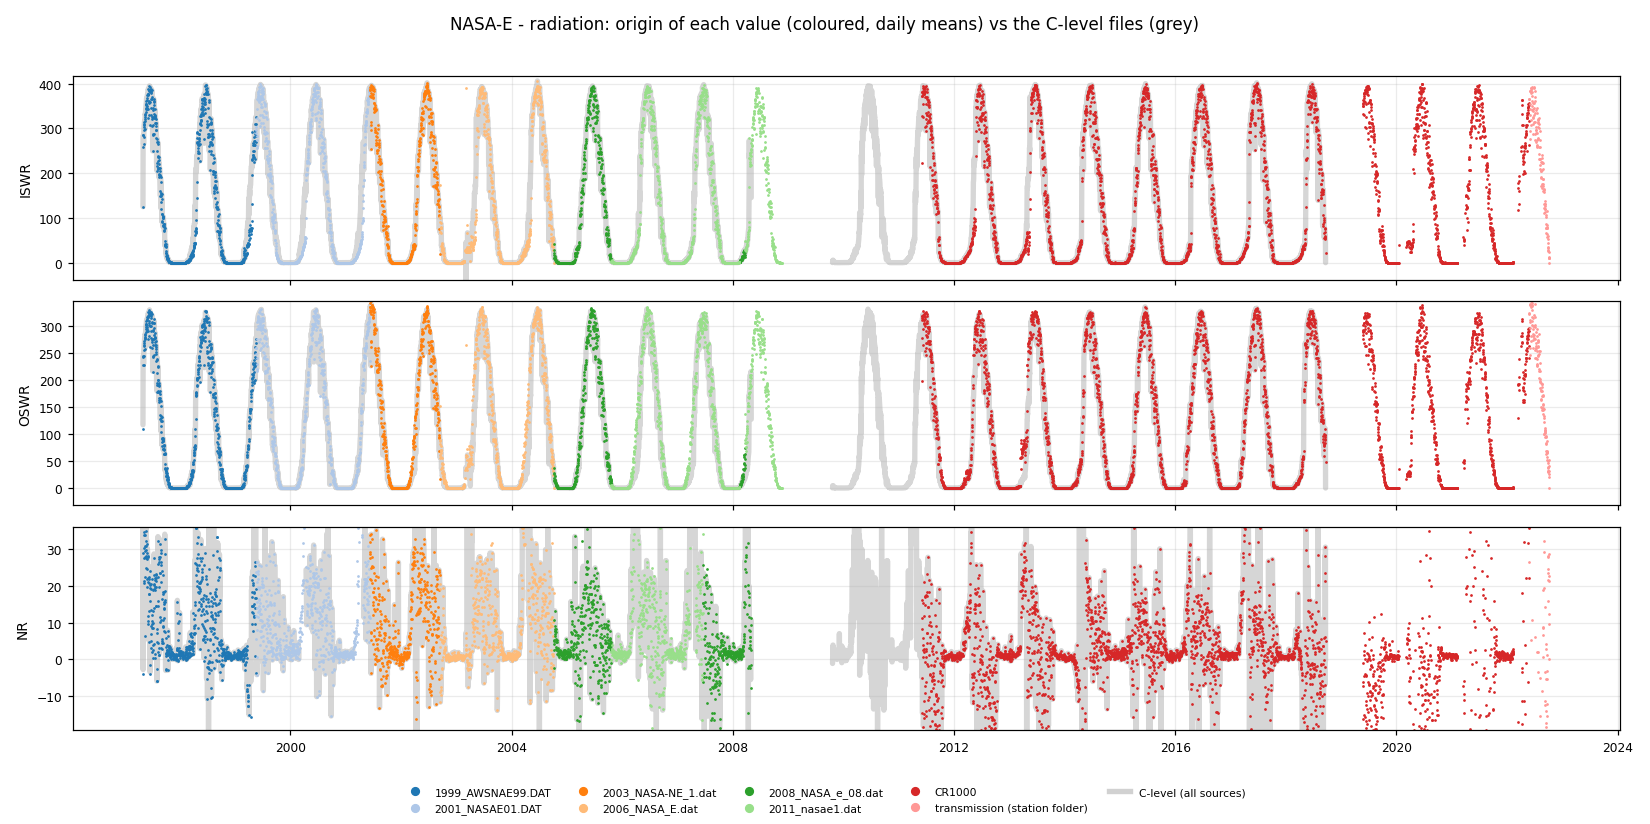 NASA-E - radiation: origin of each value (coloured, daily means) vs the C-level files (grey)
400
300
200
100
0
ISWR
300
250
200
150
100
50
0
OSWR
30
20
10
0
−10
NR
2000 2004 2008 2012 2016 2020 2024
1999_AWSNAE99.DAT 2003_NASA-NE_1.dat 2008_NASA_e_08.dat CR1000 C-level (all sources)
2001_NASAE01.DAT 2006_NASA_E.dat 2011_nasae1.dat transmission (station folder)